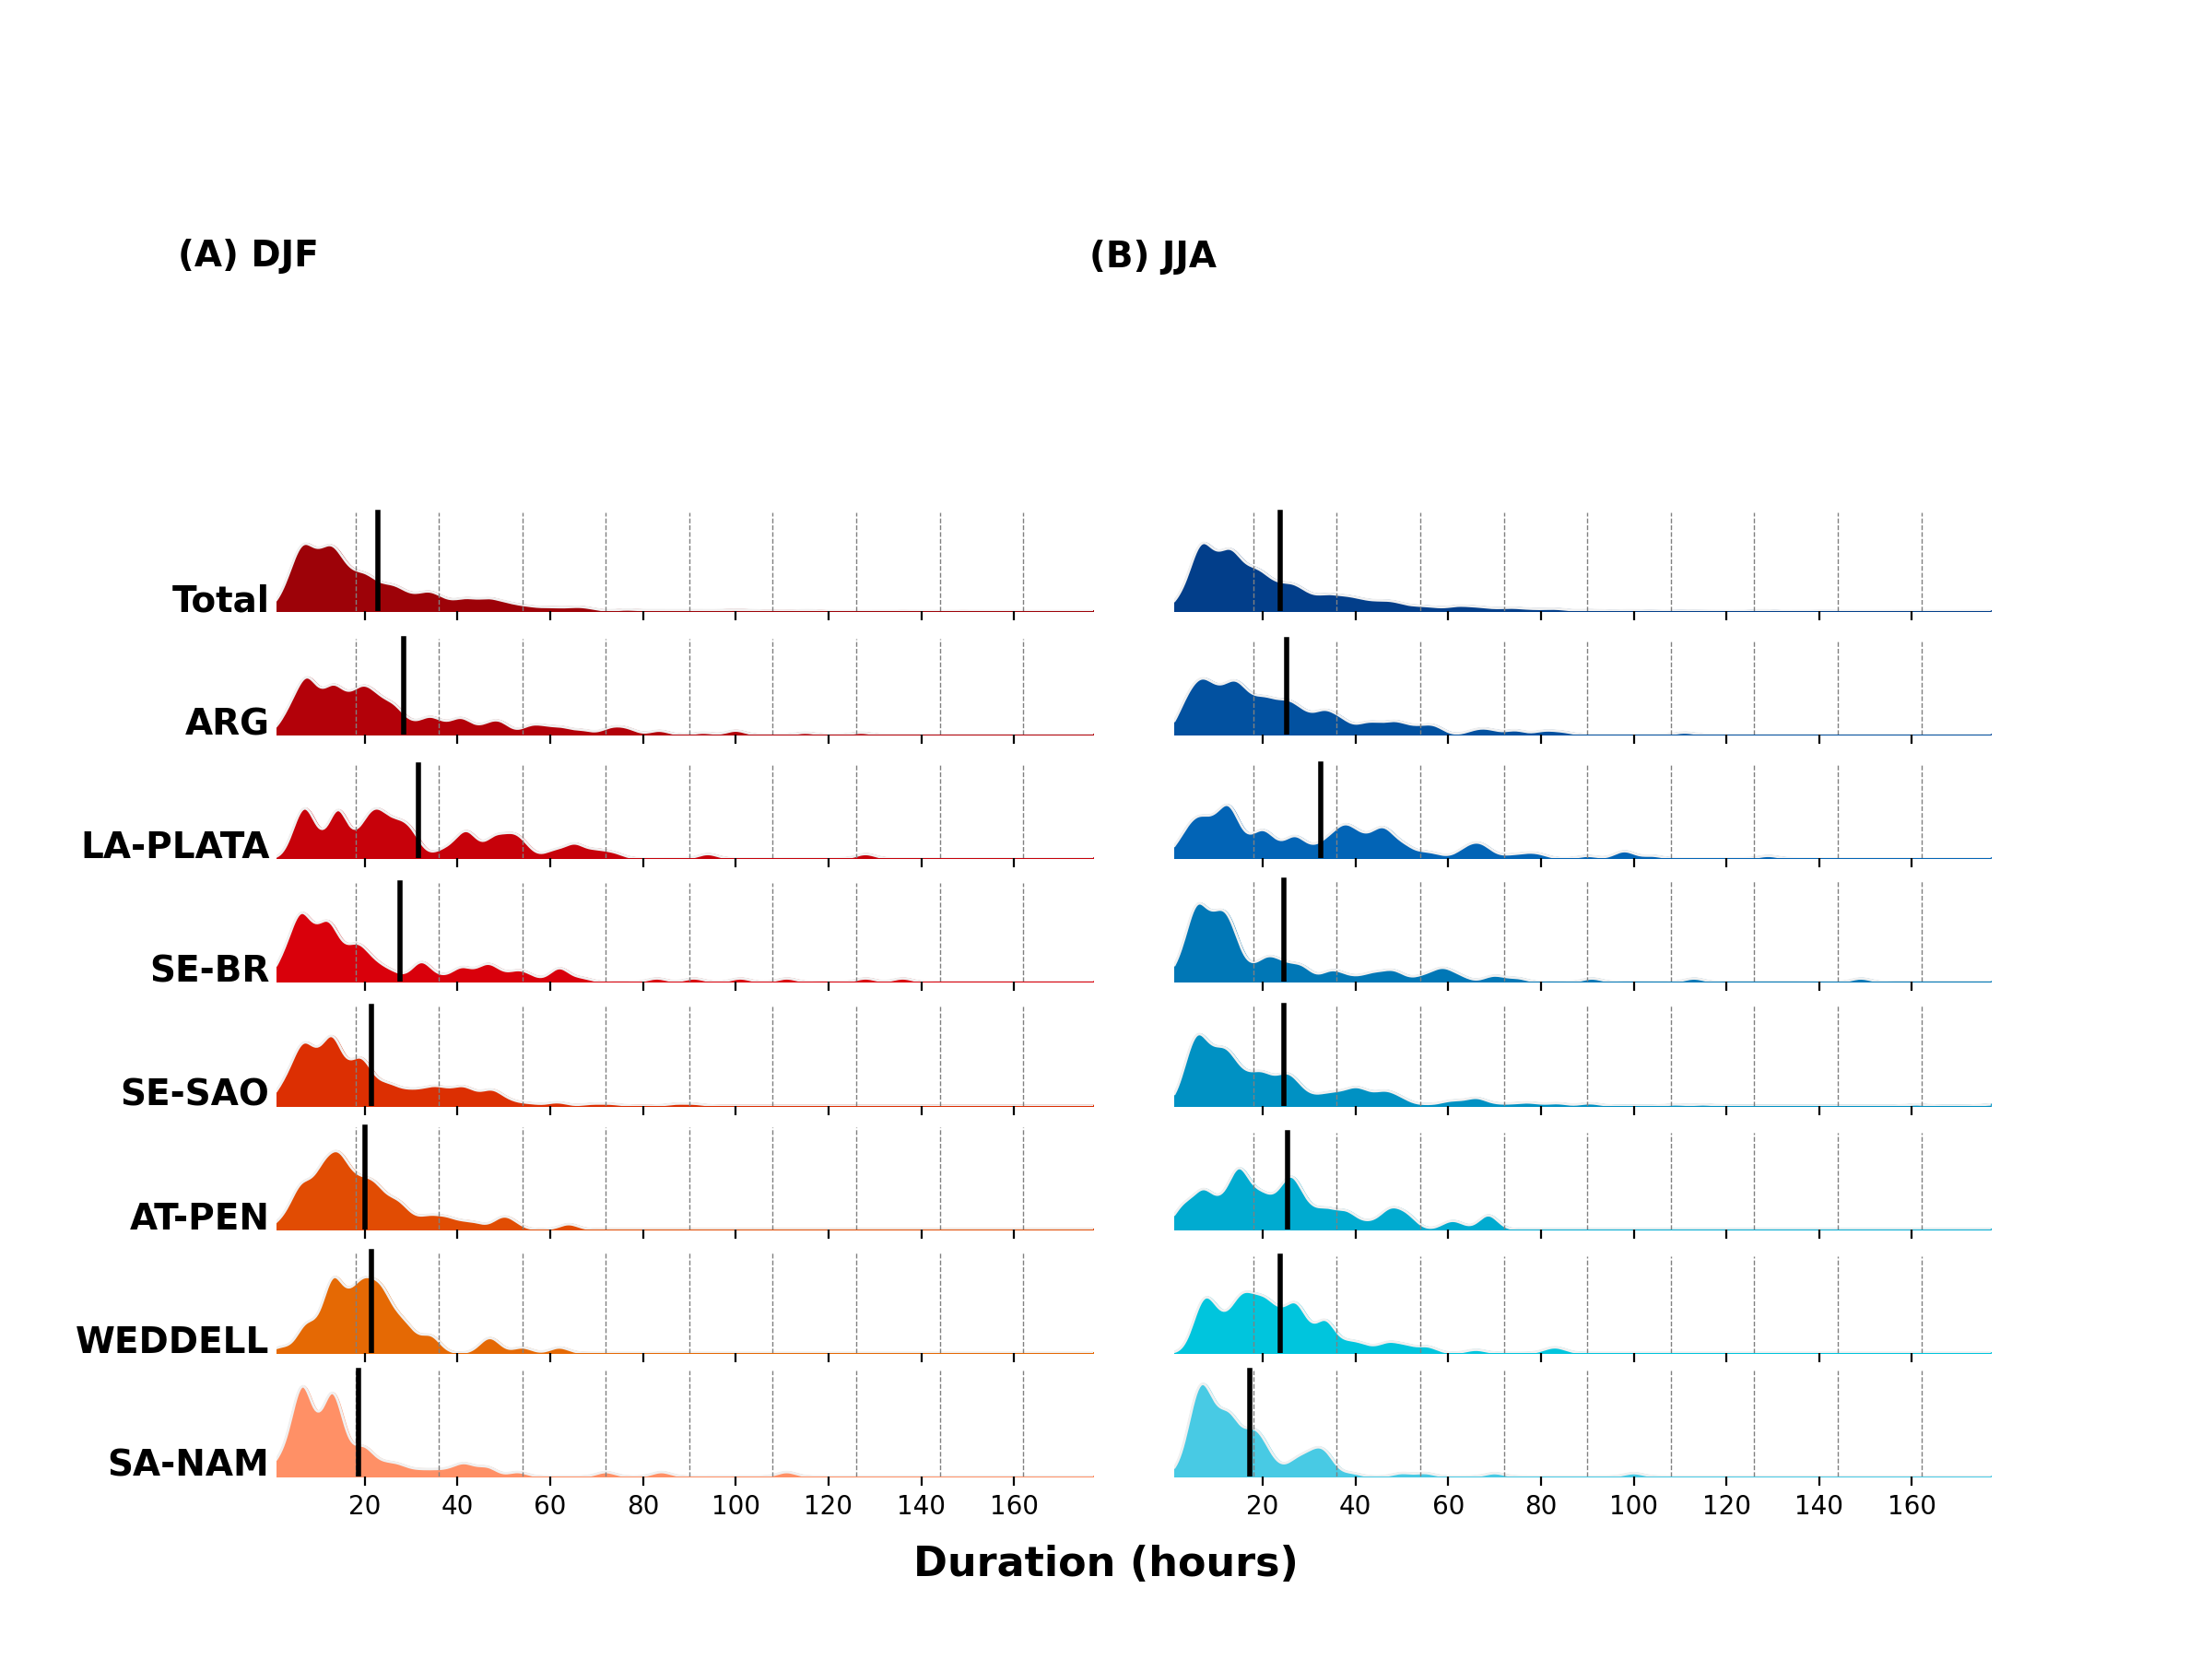 (A) DJF
(B) JJA
Total
ARG
LA-PLATA
SE-BR
SE-SAO
AT-PEN
WEDDELL
SA-NAM
20 40 60 80 100 120 140 160
20 40 60 80 100 120 140 160
Duration (hours)